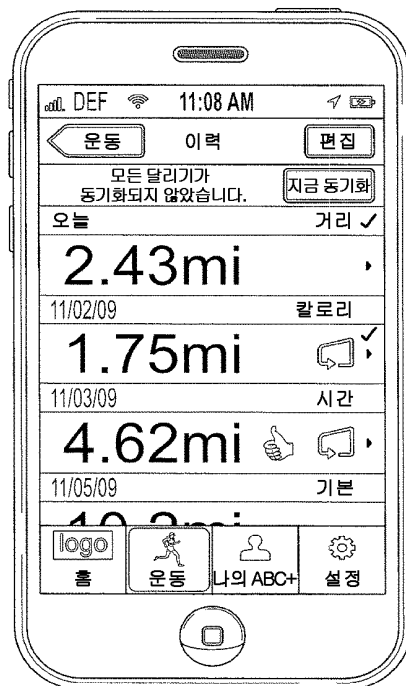 DEF 11:08 AM
운동 이력 편집
모든 달리기가
동기화되지 않았습니다. 지금 동기화
오늘 거리
2.43mi
11/02/09 칼로리
1.75mi
11/03/09 시간
4.62mi
11/05/09 기본
logo
홈 운동 나의 ABC+ 설정